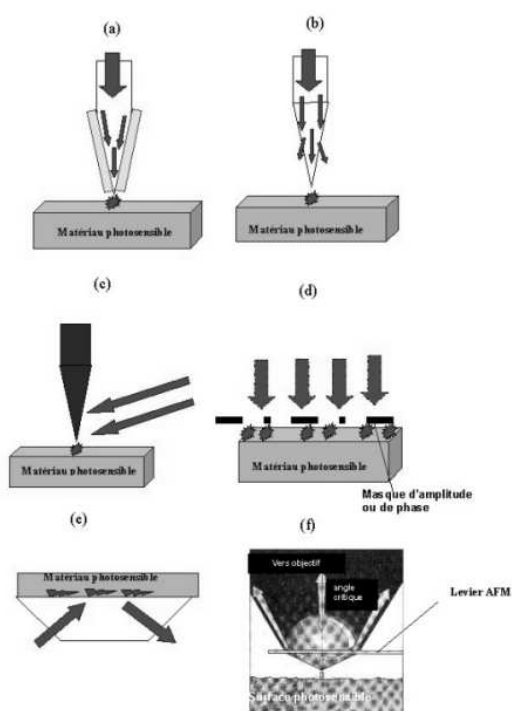 (a)
(b)
Matériau photosensible
Matériau photosensible
(c)
(d)
Matériau photosensible
Matériau photosensible
Masque d'amplitude
ou de phase
(e)
(f)
Matériau photosensible
Vers objectif
angle
critique
Levier AFM
Surface photosensible